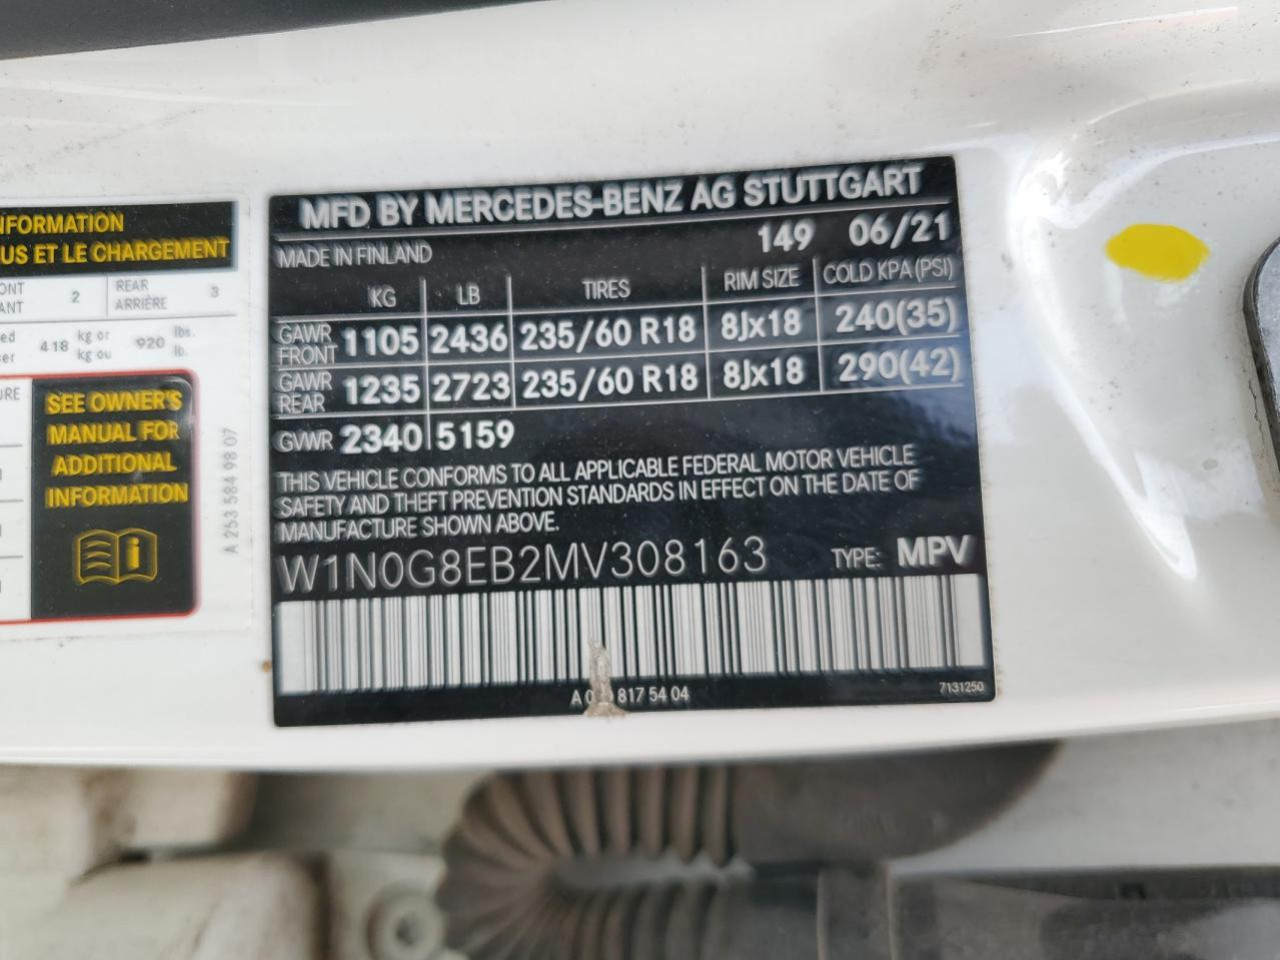 NFORMATION
US ET LE CHARGEMENT
ONT
ANT
2
REAR
ARRIÈRE
3
418
kg or
kg ou
920
lbs.
lb.
SEE OWNER'S
MANUAL FOR
ADDITIONAL
INFORMATION
A 253 584 98 07
MFD BY MERCEDES-BENZ AG STUTTGART
MADE IN FINLAND 149 06/21
KG LB TIRES RIM SIZE COLD KPA (PSI)
GAWR FRONT 1105 2436 235/60 R18 8Jx18 240(35)
GAWR REAR 1235 2723 235/60 R18 8Jx18 290(42)
GVWR 2340 5159
THIS VEHICLE CONFORMS TO ALL APPLICABLE FEDERAL MOTOR VEHICLE
SAFETY AND THEFT PREVENTION STANDARDS IN EFFECT ON THE DATE OF
MANUFACTURE SHOWN ABOVE.
W1N0G8EB2MV308163 TYPE: MPV
817 54 04
7131250